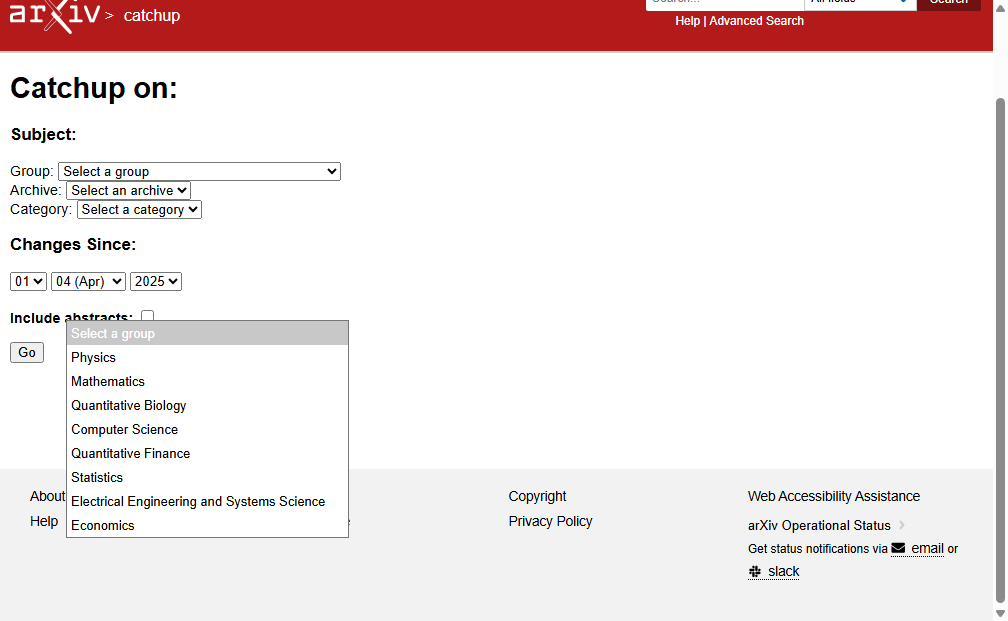 arXiv > catchup
Search... All fields Search
Help | Advanced Search
Catchup on:
Subject:
Group: Select a group
Archive: Select an archive
Category: Select a category
Changes Since:
01 04 (Apr) 2025
Include abstracts:
Go
Select a group
Physics
Mathematics
Quantitative Biology
Computer Science
Quantitative Finance
Statistics
Electrical Engineering and Systems Science
Economics
About
Help
Copyright
Privacy Policy
Web Accessibility Assistance
arXiv Operational Status >
Get status notifications via email or
slack